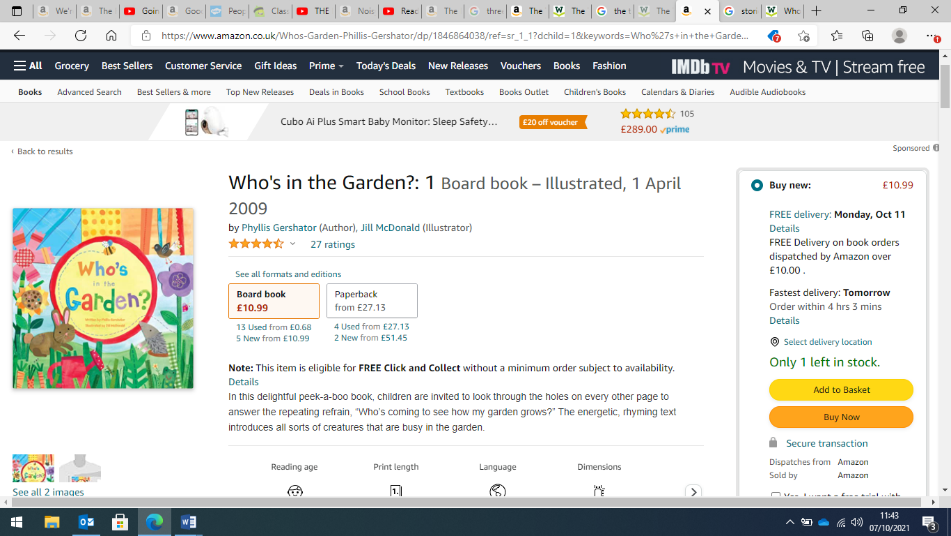 We'r
The
Goin
Goo
Peop
Clas
THE
Nois
Reac
The
thre
The
The
the f
The
stor
Who
https://www.amazon.co.uk/Whos-Garden-Phillis-Gershator/dp/1846864038/ref=sr_1_1?dchild=1&keywords=Who%27s+in+the+Garde...
All Grocery Best Sellers Customer Service Gift Ideas Prime Today's Deals New Releases Vouchers Books Fashion IMDb TV Movies & TV | Stream free
Books Advanced Search Best Sellers & more Top New Releases Deals in Books School Books Textbooks Books Outlet Children's Books Calendars & Diaries Audible Audiobooks
Cubo Ai Plus Smart Baby Monitor: Sleep Safety... £20 off voucher 105
£289.00 prime
‹ Back to results
Sponsored
Who's in the Garden?: 1 Board book – Illustrated, 1 April
2009
by Phyllis Gershator (Author), Jill McDonald (Illustrator)
27 ratings
See all formats and editions
Board book
£10.99
Paperback
from £27.13
13 Used from £0.68
5 New from £10.99
4 Used from £27.13
2 New from £51.45
Note: This item is eligible for FREE Click and Collect without a minimum order subject to availability.
Details
In this delightful peek-a-boo book, children are invited to look through the holes on every other page to
answer the repeating refrain, "Who's coming to see how my garden grows?" The energetic, rhyming text
introduces all sorts of creatures that are busy in the garden.
Reading age Print length Language Dimensions
Who's
in the
Garden?
See all 2 images
Buy new: £10.99
FREE delivery: Monday, Oct 11
Details
FREE Delivery on book orders
dispatched by Amazon over
£10.00 .
Fastest delivery: Tomorrow
Order within 4 hrs 3 mins
Details
Select delivery location
Only 1 left in stock.
Add to Basket
Buy Now
Secure transaction
Dispatches from Amazon
Sold by Amazon
11:43
07/10/2021
3